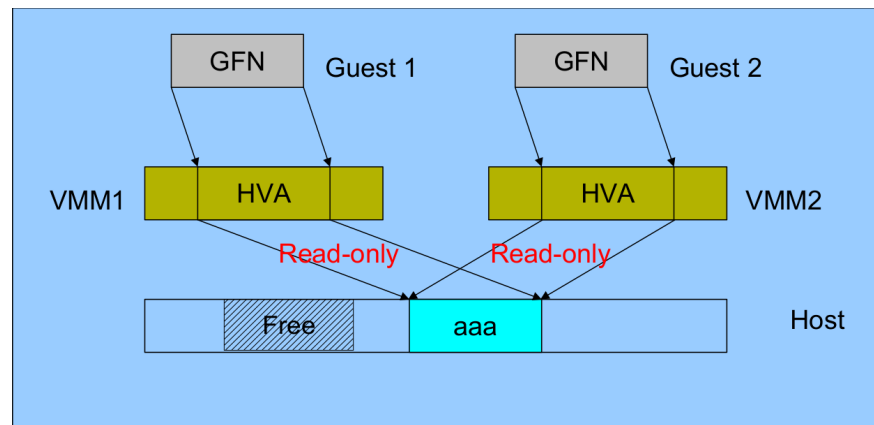 GFN
Guest 1
GFN
Guest 2
VMM1
HVA
HVA
VMM2
Read-only
Read-only
Free
aaa
Host